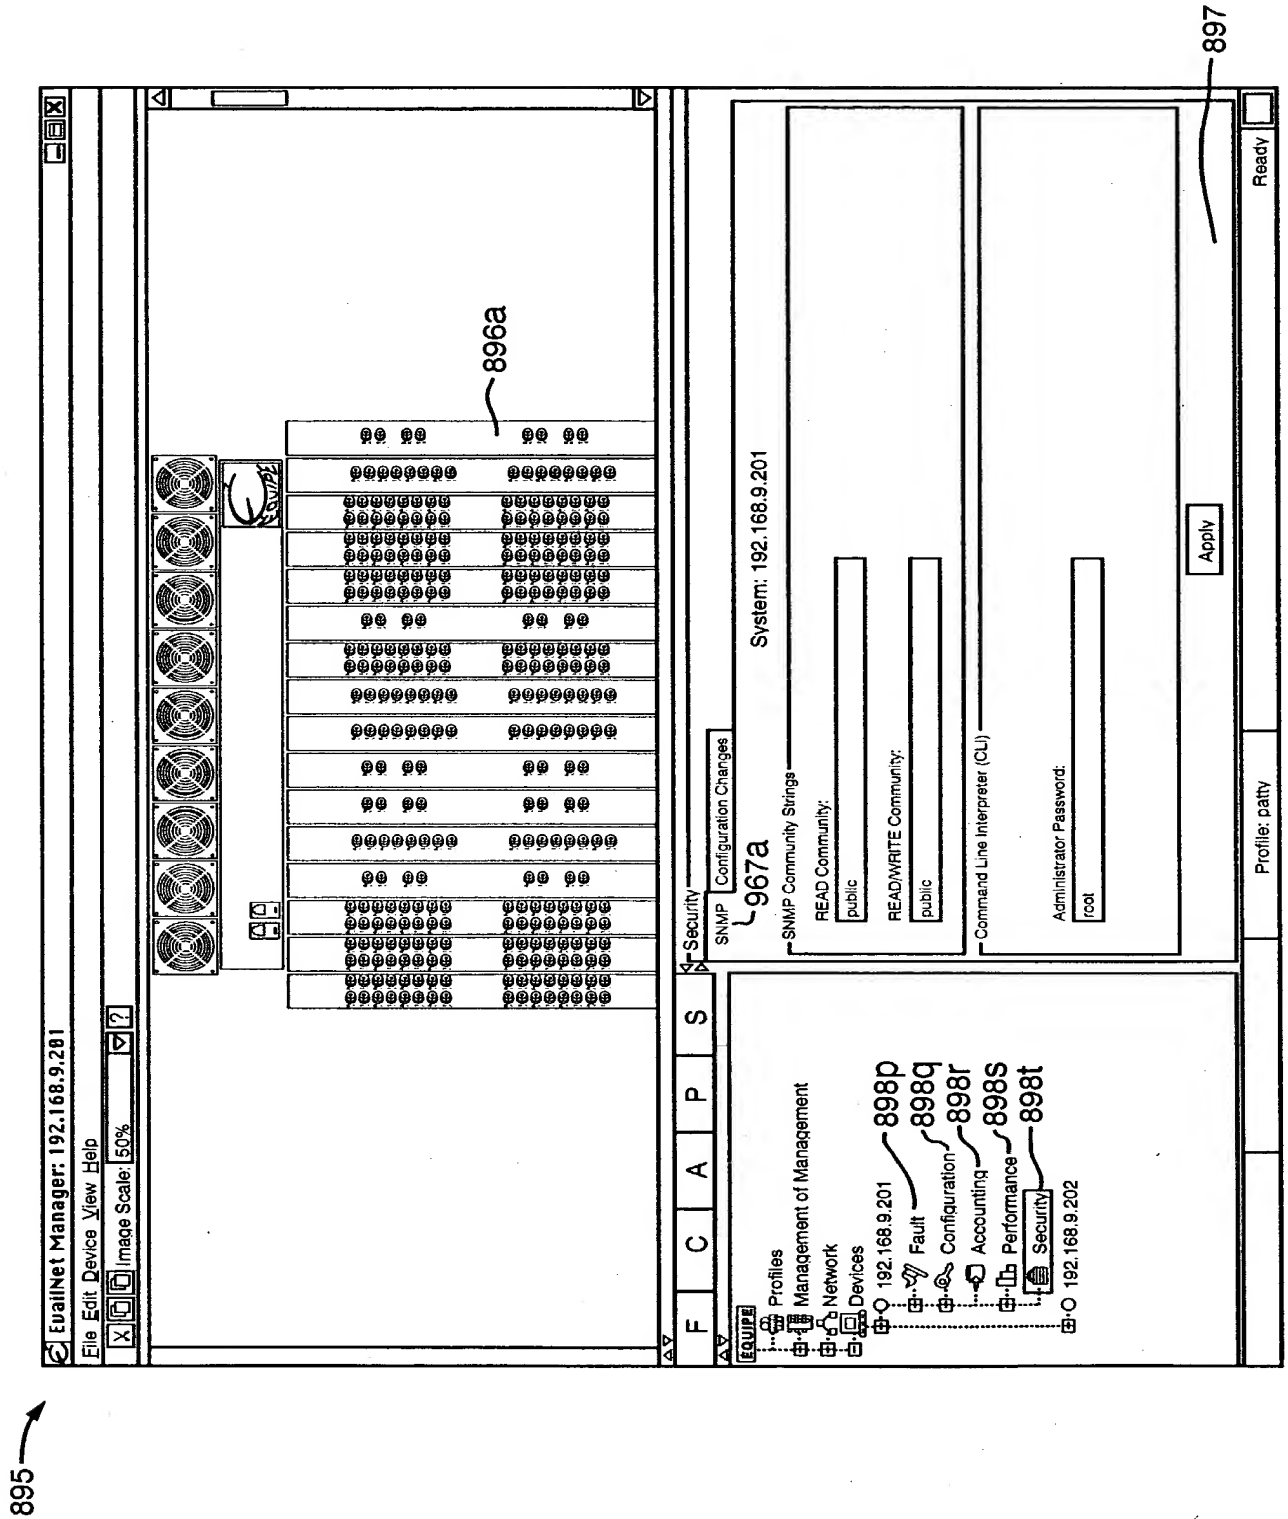 895
EvailNet Manager: 192.168.9.201
File Edit Device View Help
X Image Scale: 50% ?
EQUIPE
896a
F C A P S
EQUIPE
Profiles
Management of Management
Network
Devices
192.168.9.201
898p
Fault
898q
Configuration
898r
Accounting
898s
Performance
898t
Security
192.168.9.202
Security
SNMP Configuration Changes
967a
System: 192.168.9.201
SNMP Community Strings
READ Community:
public
READ/WRITE Community:
public
Command Line Interpreter (CLI)
Administrator Password:
root
Apply
897
Profile: patty
Ready